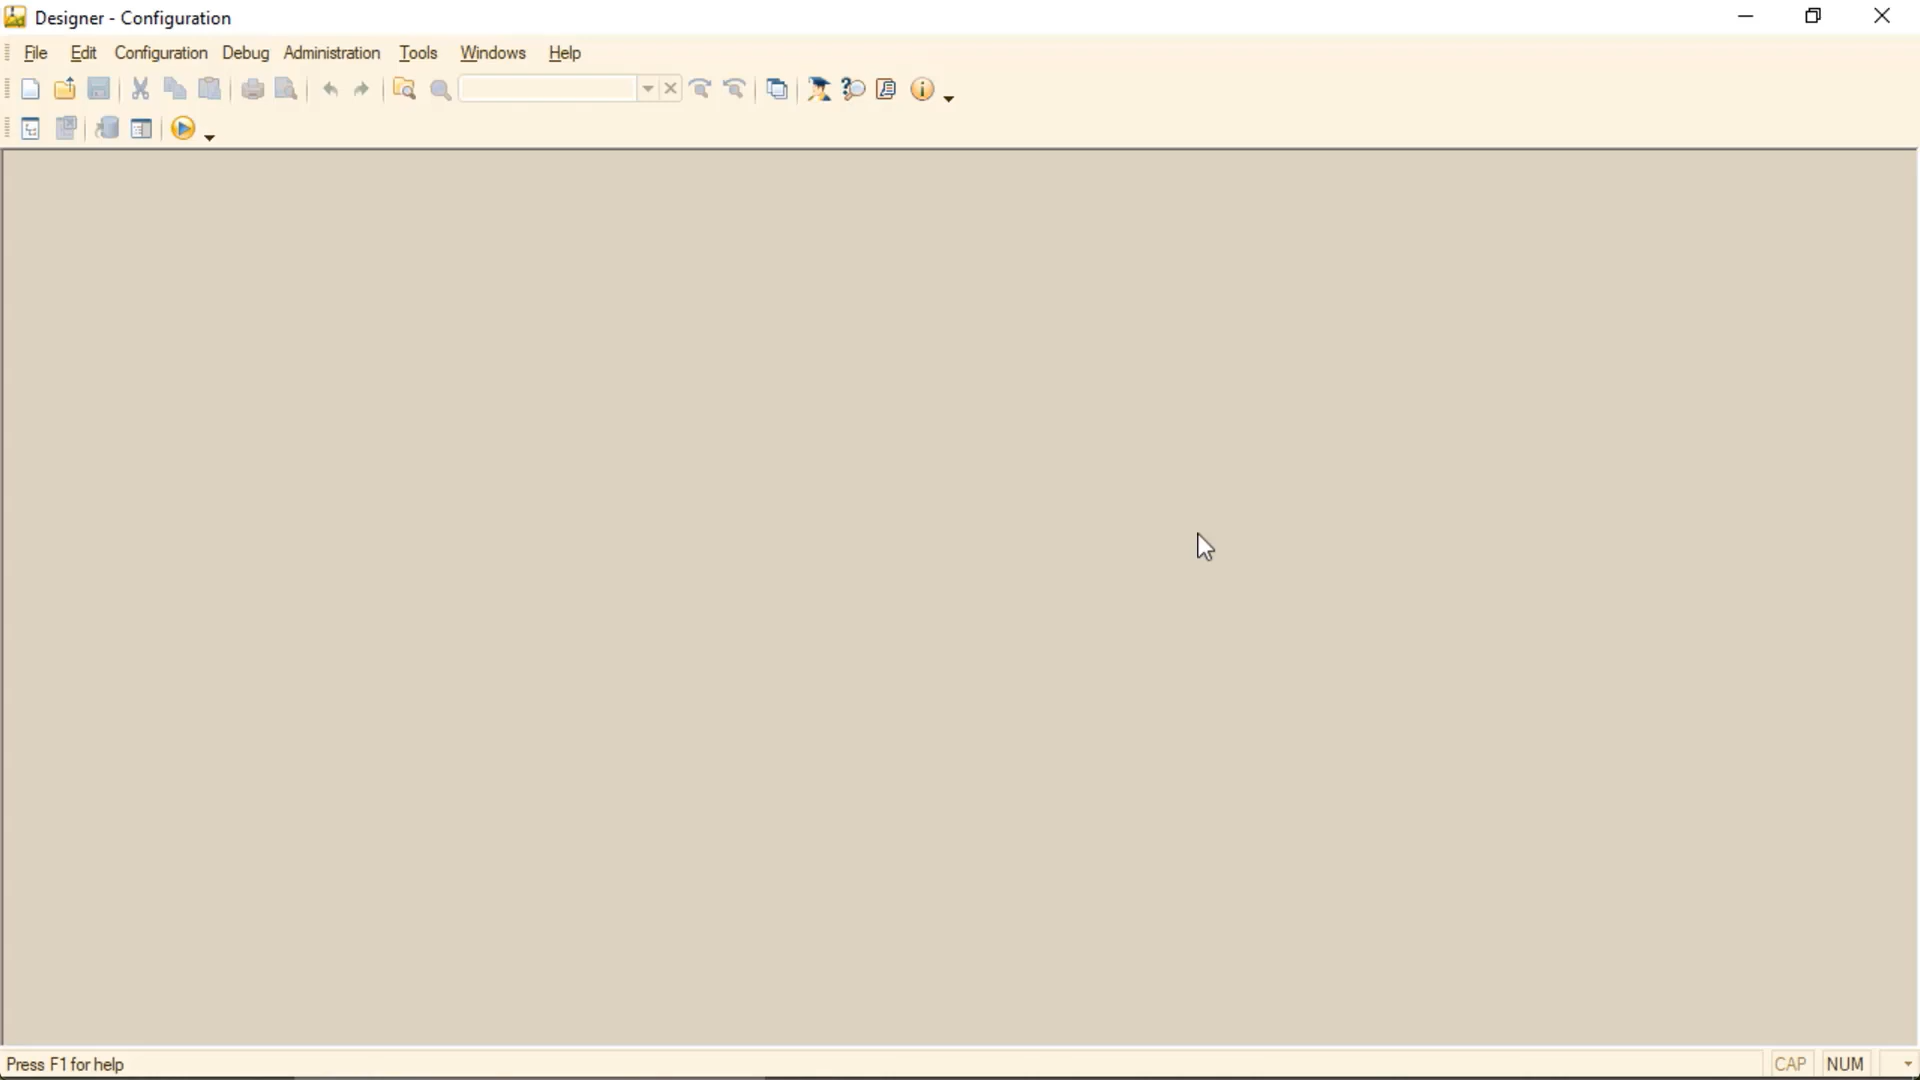 Designer - Configuration
File Edit Configuration Debug Administration Tools Windows Help
Press F1 for help CAP NUM